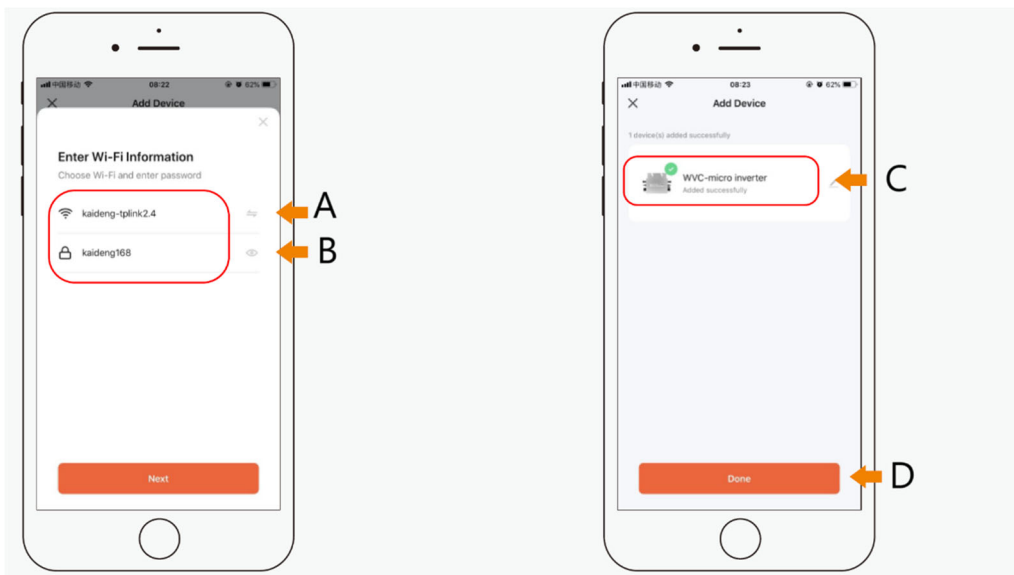 中国移动 08:22 62%
Add Device
Enter Wi-Fi Information
Choose Wi-Fi and enter password
kaideng-tplink2.4
A
kaideng168
B
Next
中国移动 08:23 62%
Add Device
1 device(s) added successfully
WVC-micro inverter
Added successfully
C
Done
D